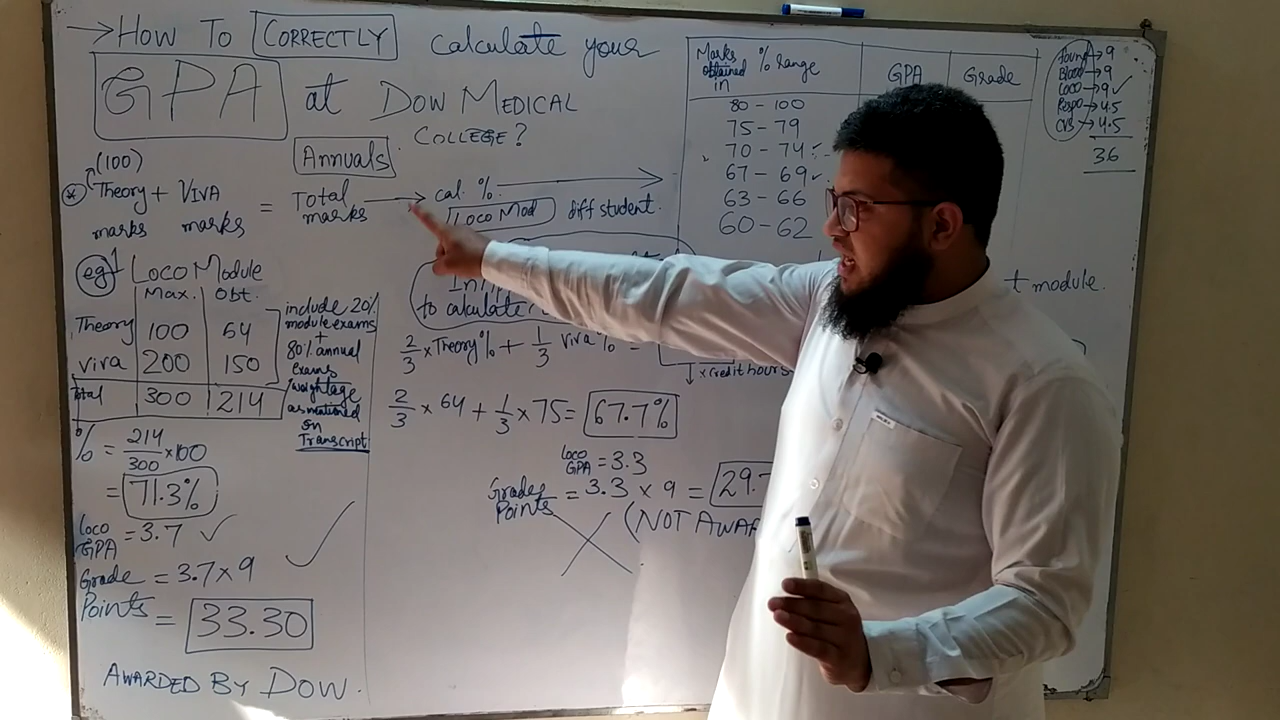 →HOW TO CORRECTLY calculate your
GPA at DOW MEDICAL
COLLEGE?
Annuals
(100)
* Theory + VIVA = Total → cal. % →
marks marks marks
Loco Mod diff student.
eg LOCO Module
Max. Obt.
Theory 100 64
viva 200 150
Total 300 214
include 20%
module exams
+
80% annual
exams
weightage
as mentioned
on
Transcript
% = 214/300 × 100
= 71.3%
Loco
GPA = 3.7 ✓
Grade = 3.7 × 9
Points = 33.30
AWARDED BY DOW.
to calculate
2/3 × Theory% + 1/3 viva% =
↓ × credit hours
2/3 × 64 + 1/3 × 75 = 67.7%
Loco
GPA = 3.3
Grades = 3.3 × 9 = 29.
Points
(NOT AWAR
Marks
obtained
in % range GPA Grade
80 - 100
75 - 79
70 - 74
67 - 69
63 - 66
60 - 62
t module.
Found → 9
Blood → 9
Loco → 9 ✓
Respo → 4.5
CVS → 4.5
36